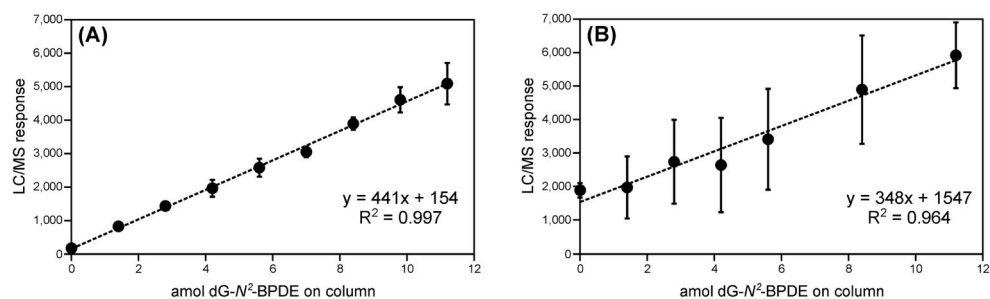 (A)
LC/MS response
7,000
6,000
5,000
4,000
3,000
2,000
1,000
0
y = 441x + 154
R² = 0.997
0 2 4 6 8 10 12
amol dG-N²-BPDE on column
(B)
LC/MS response
7,000
6,000
5,000
4,000
3,000
2,000
1,000
0
y = 348x + 1547
R² = 0.964
0 2 4 6 8 10 12
amol dG-N²-BPDE on column